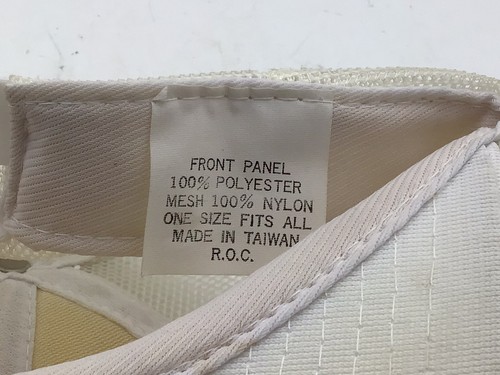 FRONT PANEL
100% POLYESTER
MESH 100% NYLON
ONE SIZE FITS ALL
MADE IN TAIWAN
R.O.C.